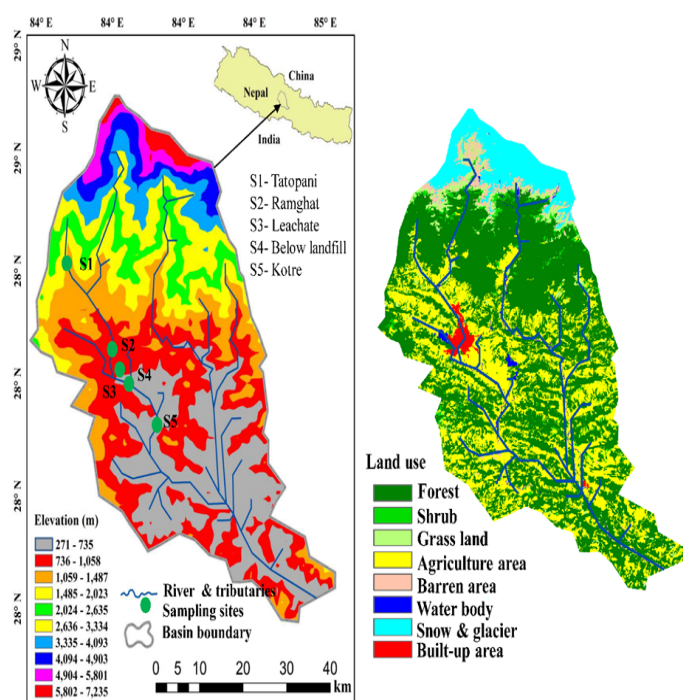 84° E 84° E 84° E 84° E 85° E
29° N
29° N
28° N
28° N
28° N
28° N
N
W E
S
China
Nepal
India
S1- Tatopani
S2- Ramghat
S3- Leachate
S4- Below landfill
S5- Kotre
S1
S2
S4
S3
S5
Elevation (m)
271 - 735
736 - 1,058
1,059 - 1,487
1,485 - 2,023
2,024 - 2,635
2,636 - 3,334
3,335 - 4,093
4,094 - 4,903
4,904 - 5,801
5,802 - 7,235
River & tributaries
Sampling sites
Basin boundary
0 5 10 20 30 40
km
Land use
Forest
Shrub
Grass land
Agriculture area
Barren area
Water body
Snow & glacier
Built-up area